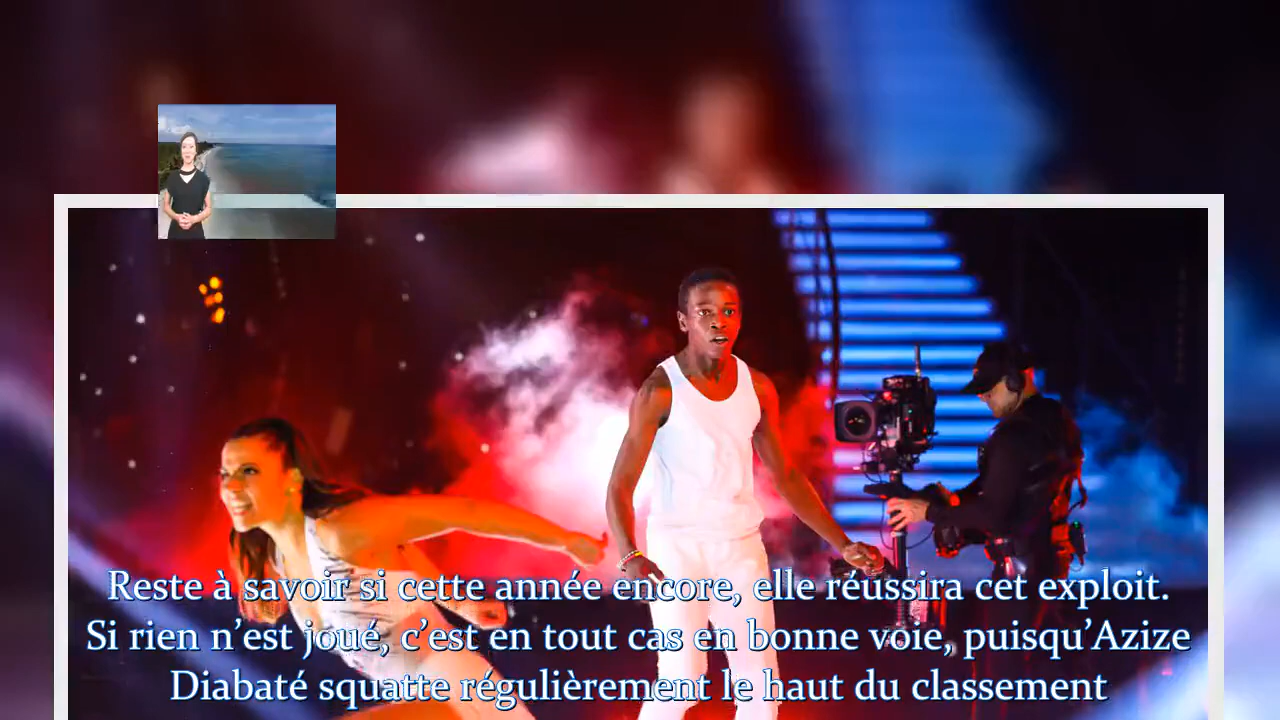 Reste à savoir si cette année encore, elle réussira cet exploit.
Si rien n’est joué, c’est en tout cas en bonne voie, puisqu’Azize
Diabaté squatte régulièrement le haut du classement